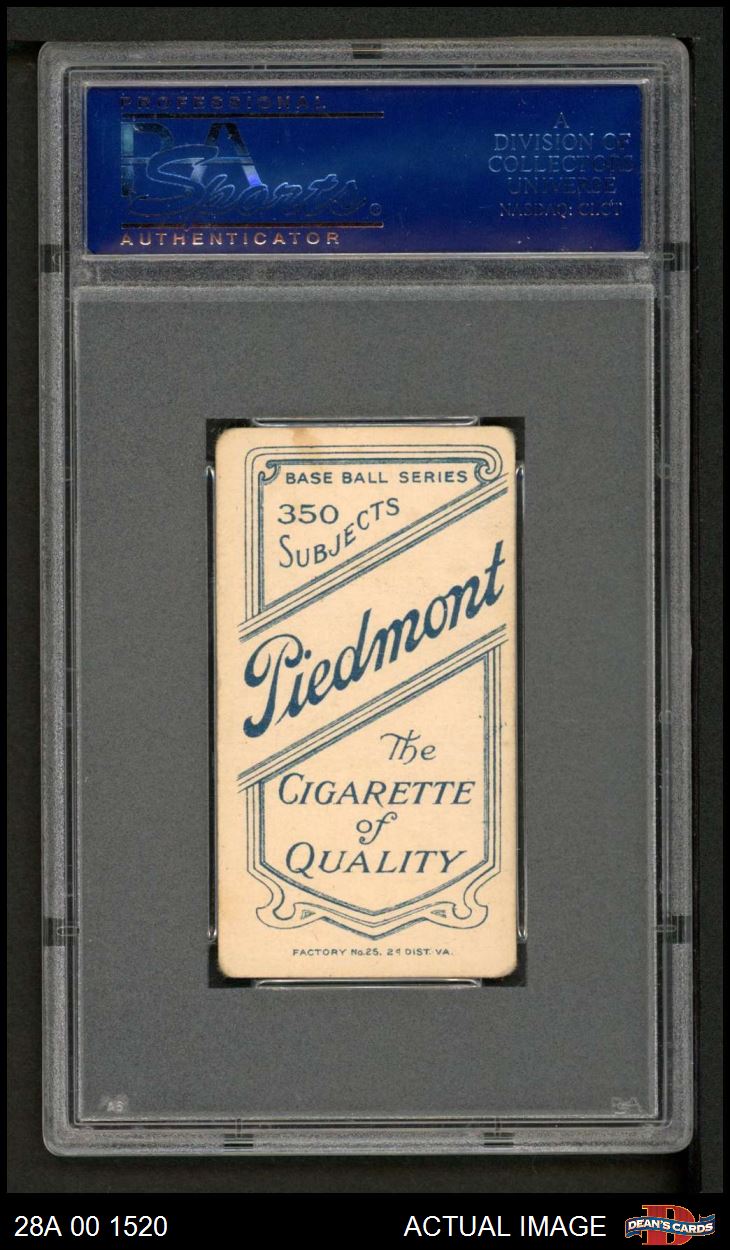 PROFESSIONAL
PSA
Sports
AUTHENTICATOR
A
DIVISION OF
COLLECTORS
UNIVERSE
NASDAQ: CLCT
BASE BALL SERIES
350
SUBJECTS
Piedmont
The
CIGARETTE
of
QUALITY
FACTORY No.25, 2d DIST. VA.
PSA
28A 00 1520
ACTUAL IMAGE
D
DEAN'S CARDS